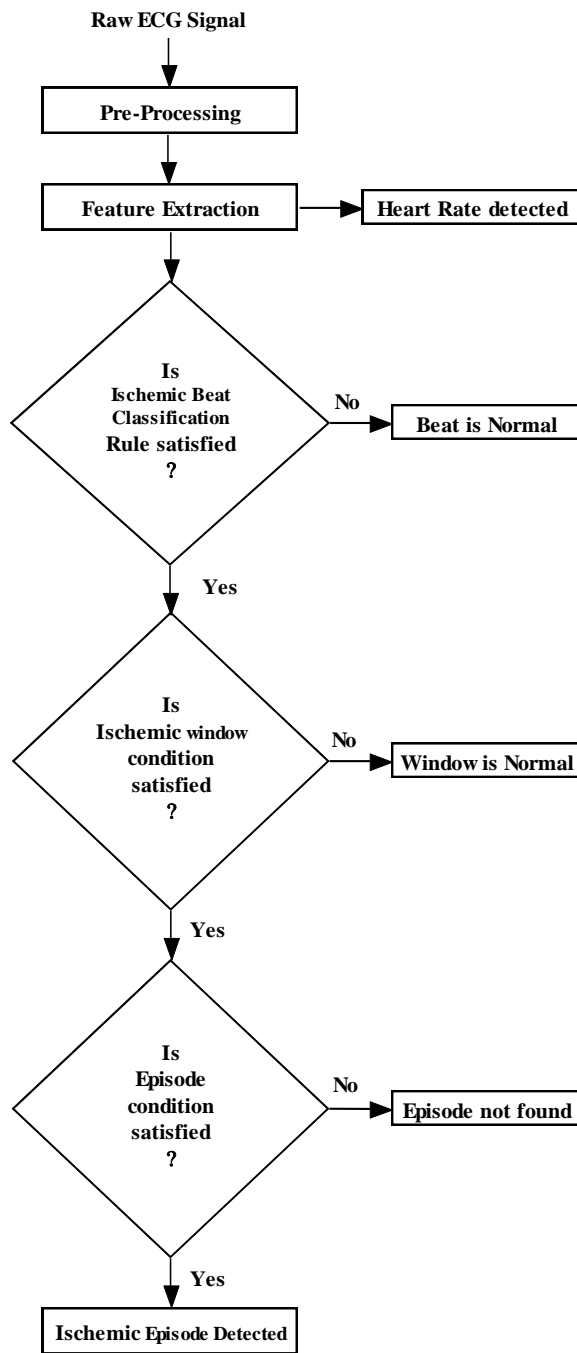 Raw ECG Signal
Pre-Processing
Feature Extraction
Heart Rate detected
Is
Ischemic Beat
Classification
Rule satisfied
?
No
Beat is Normal
Yes
Is
Ischemic window
condition
satisfied
?
No
Window is Normal
Yes
Is
Episode
condition
satisfied
?
No
Episode not found
Yes
Ischemic Episode Detected